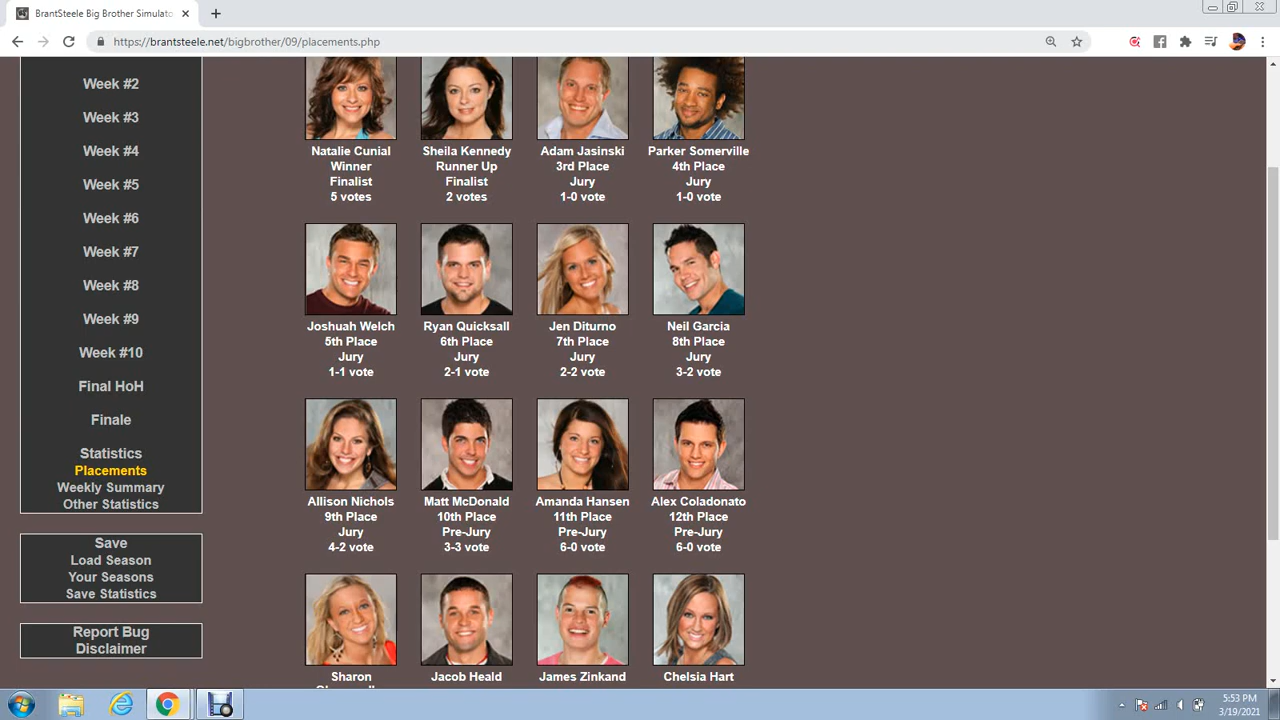 BrantSteele Big Brother Simulato
https://brantsteele.net/bigbrother/09/placements.php
Week #2
Week #3
Week #4
Week #5
Week #6
Week #7
Week #8
Week #9
Week #10
Final HoH
Finale
Statistics
Placements
Weekly Summary
Other Statistics
Save
Load Season
Your Seasons
Save Statistics
Report Bug
Disclaimer
Natalie Cunial
Winner
Finalist
5 votes
Sheila Kennedy
Runner Up
Finalist
2 votes
Adam Jasinski
3rd Place
Jury
1-0 vote
Parker Somerville
4th Place
Jury
1-0 vote
Joshuah Welch
5th Place
Jury
1-1 vote
Ryan Quicksall
6th Place
Jury
2-1 vote
Jen Diturno
7th Place
Jury
2-2 vote
Neil Garcia
8th Place
Jury
3-2 vote
Allison Nichols
9th Place
Jury
4-2 vote
Matt McDonald
10th Place
Pre-Jury
3-3 vote
Amanda Hansen
11th Place
Pre-Jury
6-0 vote
Alex Coladonato
12th Place
Pre-Jury
6-0 vote
Sharon
Jacob Heald
James Zinkand
Chelsia Hart
5:53 PM
3/19/2021